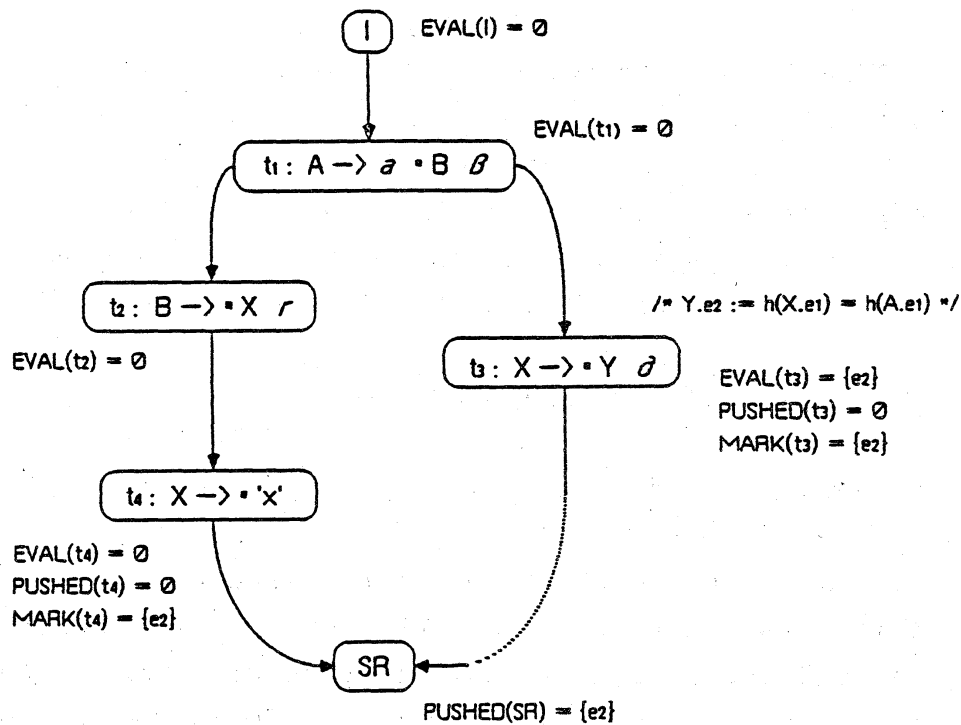 I
EVAL(I) = ∅
EVAL(t1) = ∅
t1 : A —> a • B β
t2 : B —> • X r
/* Y.e2 := h(X.e1) = h(A.e1) */
EVAL(t2) = ∅
t3 : X —> • Y ∂
EVAL(t3) = {e2}
PUSHED(t3) = ∅
MARK(t3) = {e2}
t4 : X —> • 'x'
EVAL(t4) = ∅
PUSHED(t4) = ∅
MARK(t4) = {e2}
SR
PUSHED(SR) = {e2}